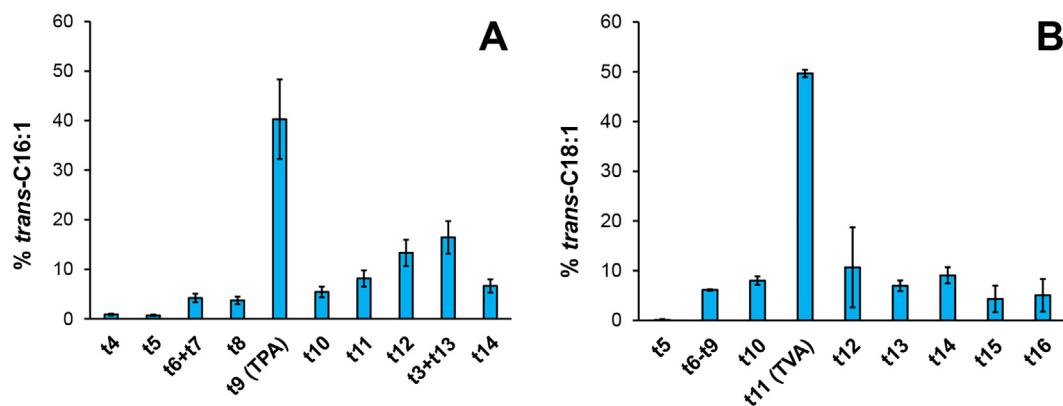 A
% trans-C16:1
60
50
40
30
20
10
0
t4
t5
t6+t7
t8
t9 (TPA)
t10
t11
t12
t3+t13
t14
B
% trans-C18:1
60
50
40
30
20
10
0
t5
t6-t9
t10
t11 (TVA)
t12
t13
t14
t15
t16